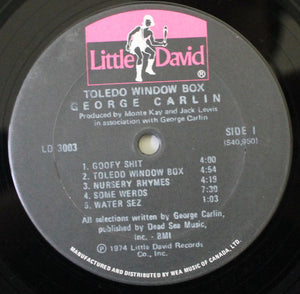 Little David
®
TOLEDO WINDOW BOX
GEORGE CARLIN
Produced by Monte Kay and Jack Lewis
in association with George Carlin
LD 3003
SIDE 1
(S40,950)
1. GOOFY SHIT 4:00
2. TOLEDO WINDOW BOX 4:54
3. NURSERY RHYMES 4:19
4. SOME WERDS 7:30
5. WATER SEZ 1:03
All selections written by George Carlin,
published by Dead Sea Music,
Inc. - BMI
℗ 1974 Little David Records
Co., Inc.
MANUFACTURED AND DISTRIBUTED BY WEA MUSIC OF CANADA, LTD.